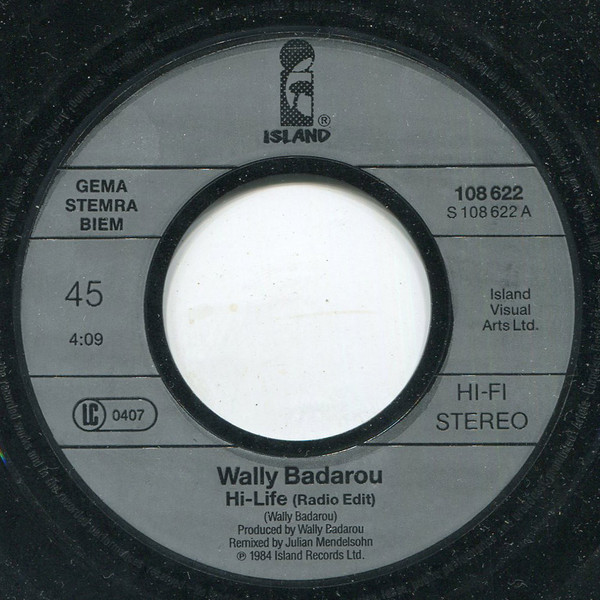 ®
ISLAND
GEMA
STEMRA
BIEM
108 622
S 108 622 A
45
4:09
Island
Visual
Arts Ltd.
LC 0407
HI-FI
STEREO
Wally Badarou
Hi-Life (Radio Edit)
(Wally Badarou)
Produced by Wally Badarou
Remixed by Julian Mendelsohn
℗ 1984 Island Records Ltd.